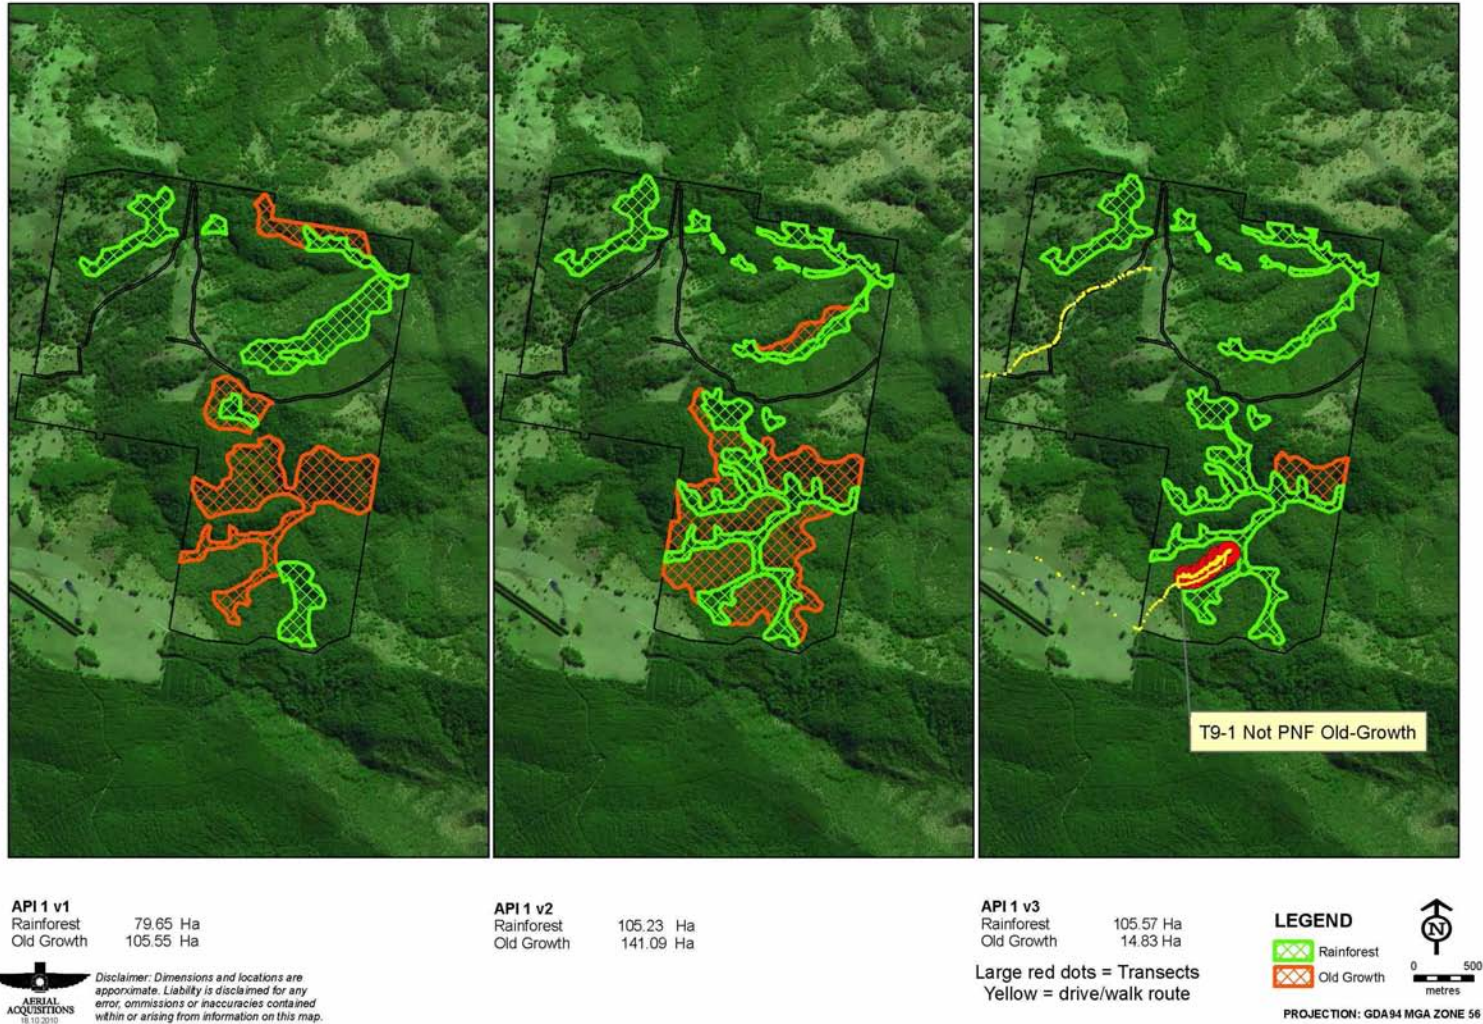 T9-1 Not PNF Old-Growth
API 1 v1
Rainforest 79.65 Ha
Old Growth 105.55 Ha
API 1 v2
Rainforest 105.23 Ha
Old Growth 141.09 Ha
API 1 v3
Rainforest 105.57 Ha
Old Growth 14.83 Ha
Large red dots = Transects
Yellow = drive/walk route
LEGEND
Rainforest
Old Growth
N
0 500
metres
PROJECTION: GDA94 MGA ZONE 56
AERIAL
ACQUISITIONS
18.10.2010
Disclaimer: Dimensions and locations are
apporximate. Liability is disclaimed for any
error, ommissions or inaccuracies contained
within or arising from information on this map.